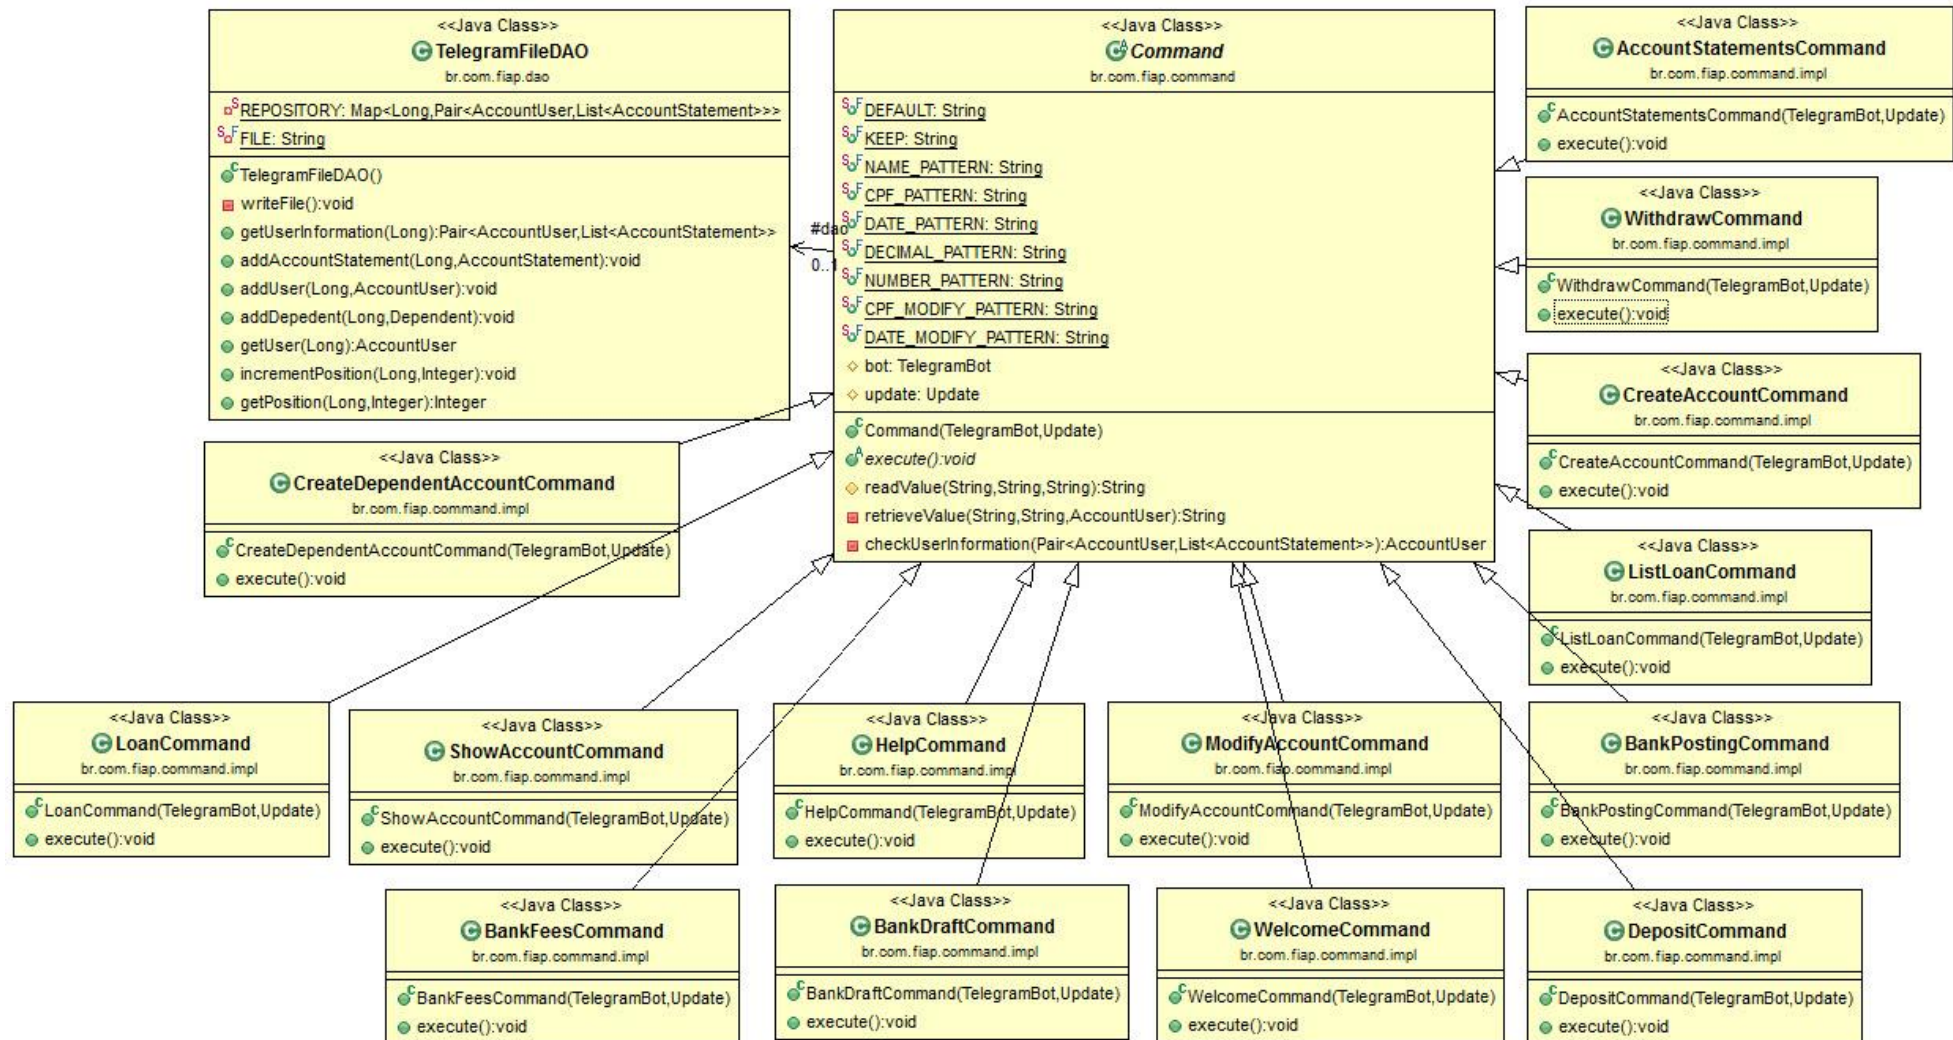 <<Java Class>>
TelegramFileDAO
br.com.fiap.dao
REPOSITORY: Map<Long,Pair<AccountUser,List<AccountStatement>>>
FILE: String
TelegramFileDAO()
writeFile():void
getUserInformation(Long):Pair<AccountUser,List<AccountStatement>>
addAccountStatement(Long,AccountStatement):void
addUser(Long,AccountUser):void
addDepedent(Long,Dependent):void
getUser(Long):AccountUser
incrementPosition(Long,Integer):void
getPosition(Long,Integer):Integer
#dao
0..1
<<Java Class>>
Command
br.com.fiap.command
DEFAULT: String
KEEP: String
NAME_PATTERN: String
CPF_PATTERN: String
DATE_PATTERN: String
DECIMAL_PATTERN: String
NUMBER_PATTERN: String
CPF_MODIFY_PATTERN: String
DATE_MODIFY_PATTERN: String
bot: TelegramBot
update: Update
Command(TelegramBot,Update)
execute():void
readValue(String,String,String):String
retrieveValue(String,String,AccountUser):String
checkUserInformation(Pair<AccountUser,List<AccountStatement>>):AccountUser
<<Java Class>>
AccountStatementsCommand
br.com.fiap.command.impl
AccountStatementsCommand(TelegramBot,Update)
execute():void
<<Java Class>>
WithdrawCommand
br.com.fiap.command.impl
WithdrawCommand(TelegramBot,Update)
execute():void
<<Java Class>>
CreateAccountCommand
br.com.fiap.command.impl
CreateAccountCommand(TelegramBot,Update)
execute():void
<<Java Class>>
CreateDependentAccountCommand
br.com.fiap.command.impl
CreateDependentAccountCommand(TelegramBot,Update)
execute():void
<<Java Class>>
ListLoanCommand
br.com.fiap.command.impl
ListLoanCommand(TelegramBot,Update)
execute():void
<<Java Class>>
LoanCommand
br.com.fiap.command.impl
LoanCommand(TelegramBot,Update)
execute():void
<<Java Class>>
ShowAccountCommand
br.com.fiap.command.impl
ShowAccountCommand(TelegramBot,Update)
execute():void
<<Java Class>>
HelpCommand
br.com.fiap.command.impl
HelpCommand(TelegramBot,Update)
execute():void
<<Java Class>>
ModifyAccountCommand
br.com.fiap.command.impl
ModifyAccountCommand(TelegramBot,Update)
execute():void
<<Java Class>>
BankPostingCommand
br.com.fiap.command.impl
BankPostingCommand(TelegramBot,Update)
execute():void
<<Java Class>>
BankFeesCommand
br.com.fiap.command.impl
BankFeesCommand(TelegramBot,Update)
execute():void
<<Java Class>>
BankDraftCommand
br.com.fiap.command.impl
BankDraftCommand(TelegramBot,Update)
execute():void
<<Java Class>>
WelcomeCommand
br.com.fiap.command.impl
WelcomeCommand(TelegramBot,Update)
execute():void
<<Java Class>>
DepositCommand
br.com.fiap.command.impl
DepositCommand(TelegramBot,Update)
execute():void